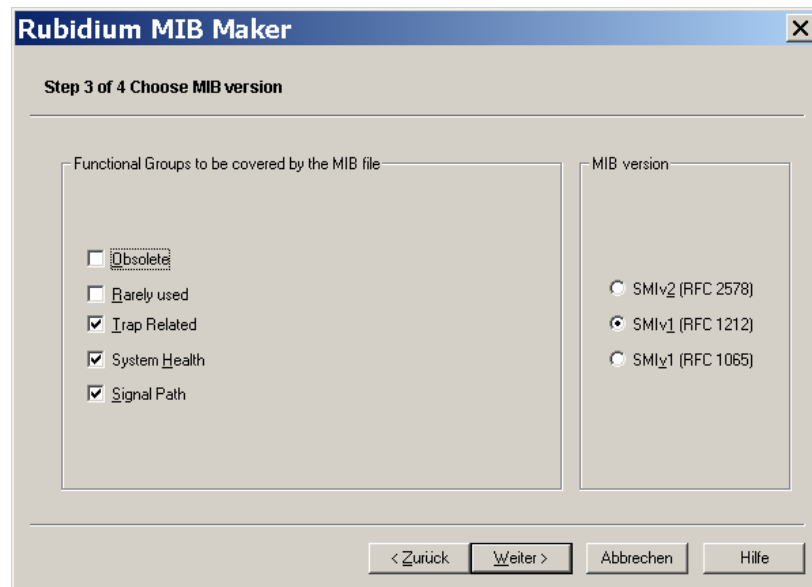 Rubidium MIB Maker
Step 3 of 4 Choose MIB version
Functional Groups to be covered by the MIB file
Obsolete
Rarely used
Trap Related
System Health
Signal Path
MIB version
SMIv2 (RFC 2578)
SMIv1 (RFC 1212)
SMIv1 (RFC 1065)
< Zurück
Weiter >
Abbrechen
Hilfe